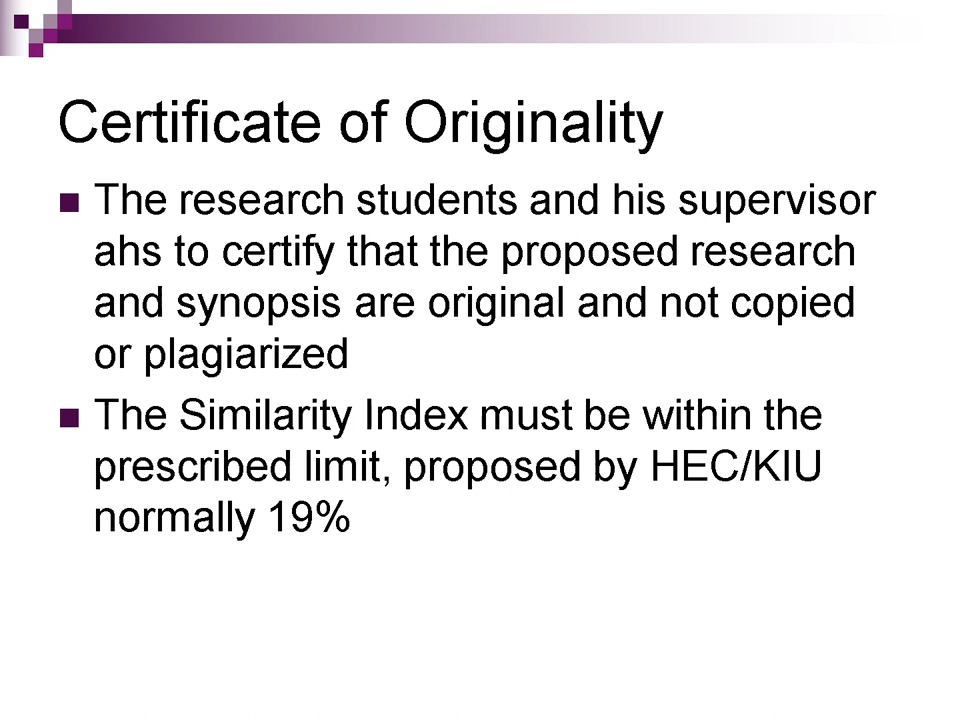 Certificate of Originality
The research students and his supervisor
ahs to certify that the proposed research
and synopsis are original and not copied
or plagiarized
The Similarity Index must be within the
prescribed limit, proposed by HEC/KIU
normally 19%